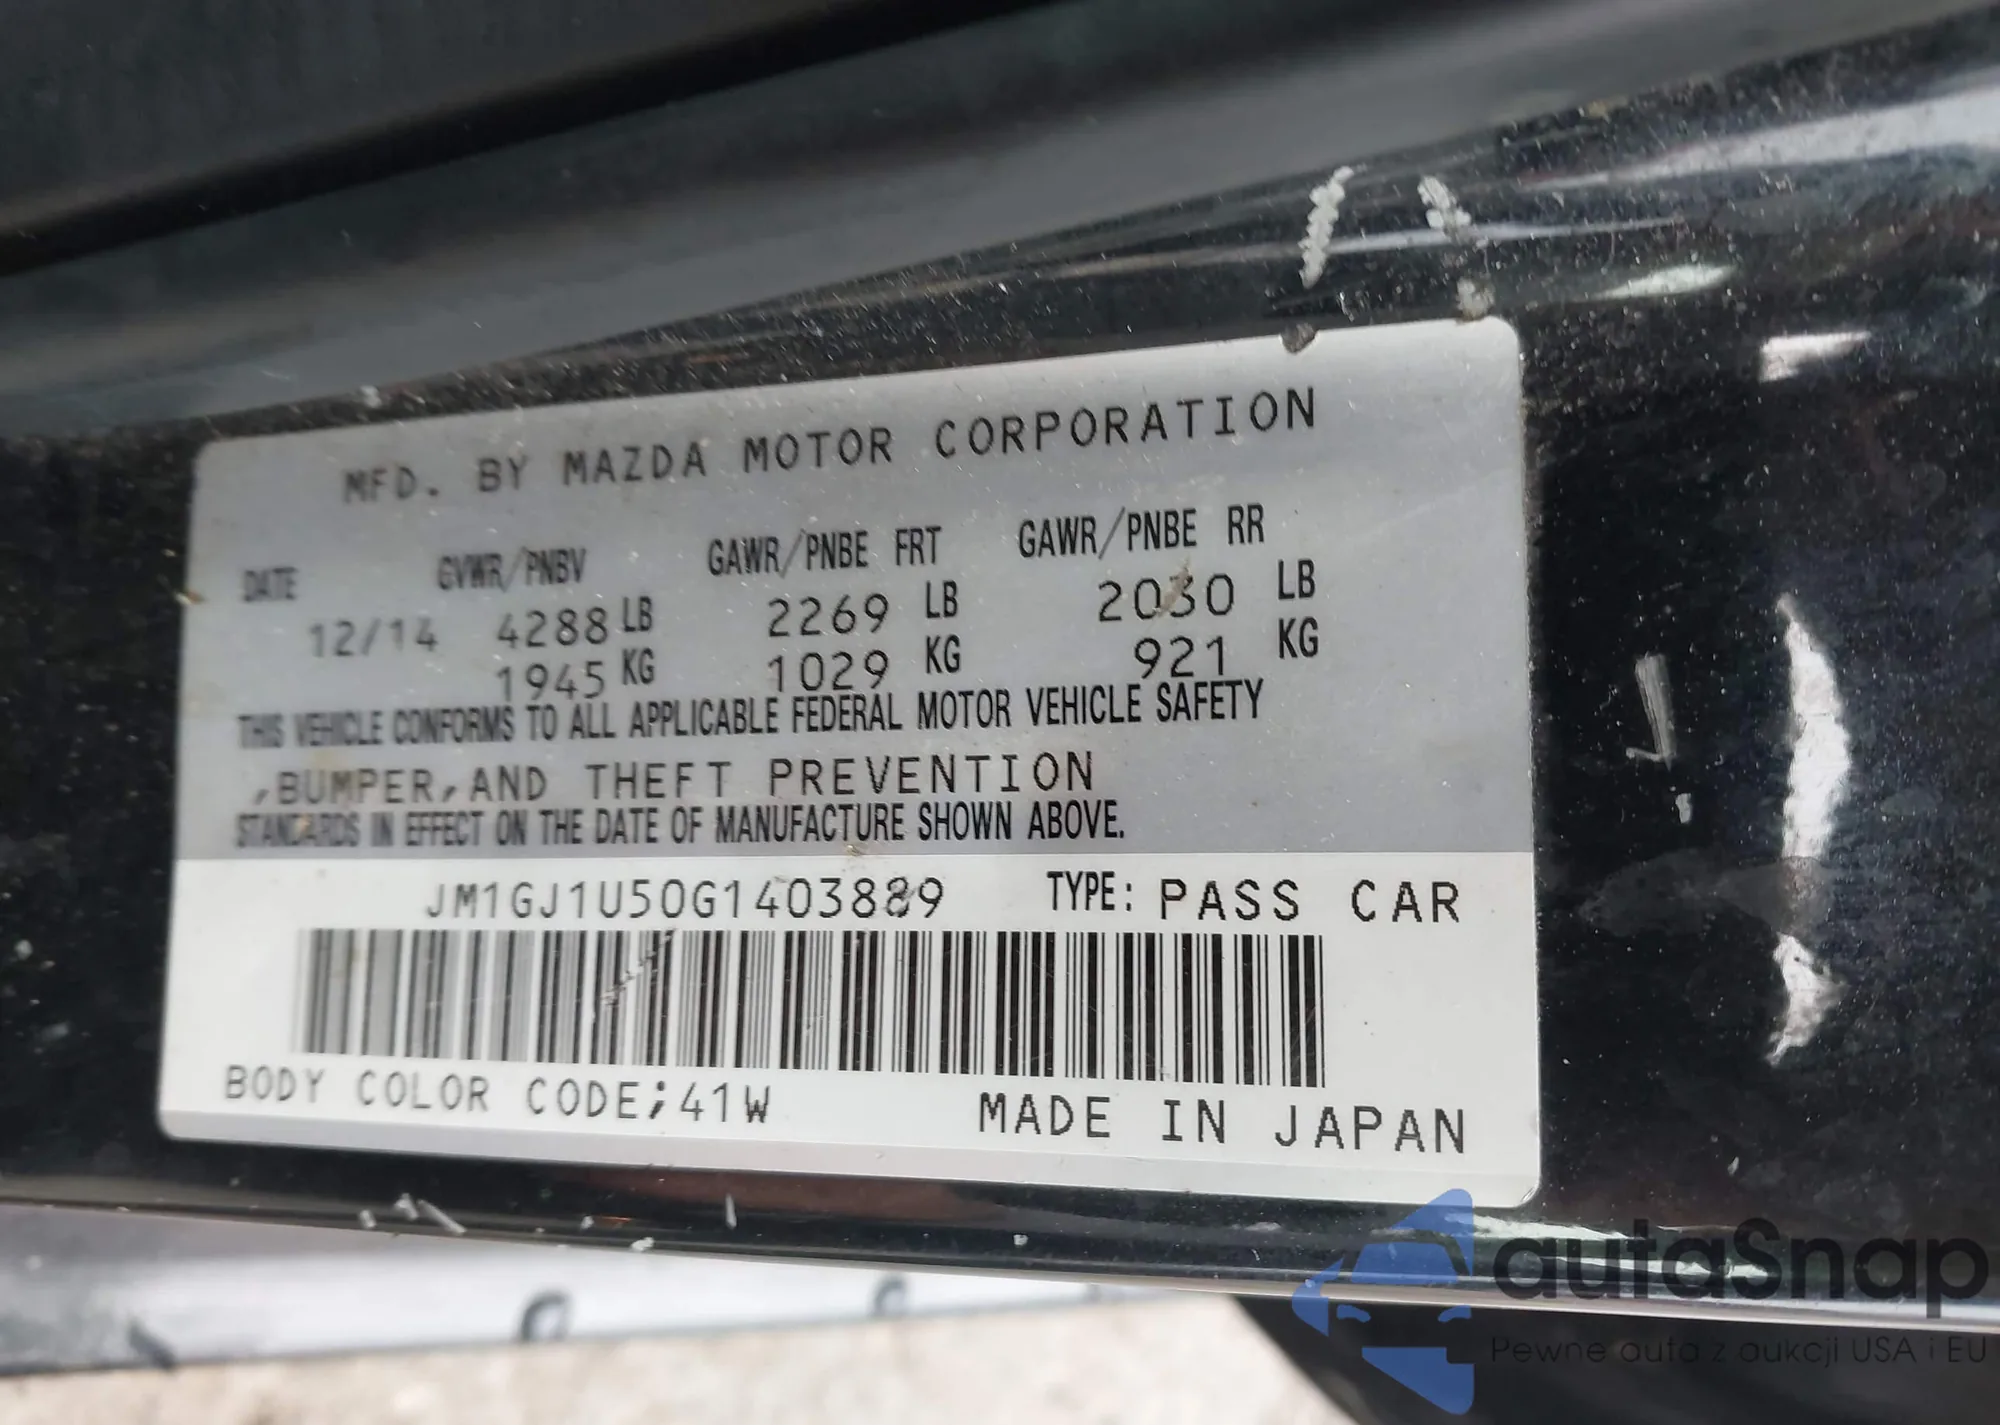 MFD. BY MAZDA MOTOR CORPORATION
DATE GVWR/PNBV GAWR/PNBE FRT GAWR/PNBE RR
12/14 4288 LB 2269 LB 2030 LB
1945 KG 1029 KG 921 KG
THIS VEHICLE CONFORMS TO ALL APPLICABLE FEDERAL MOTOR VEHICLE SAFETY
,BUMPER,AND THEFT PREVENTION
STANDARDS IN EFFECT ON THE DATE OF MANUFACTURE SHOWN ABOVE.
JM1GJ1U50G1403889 TYPE: PASS CAR
BODY COLOR CODE;41W MADE IN JAPAN
autaSnap
Pewne auta z aukcji USA i EU